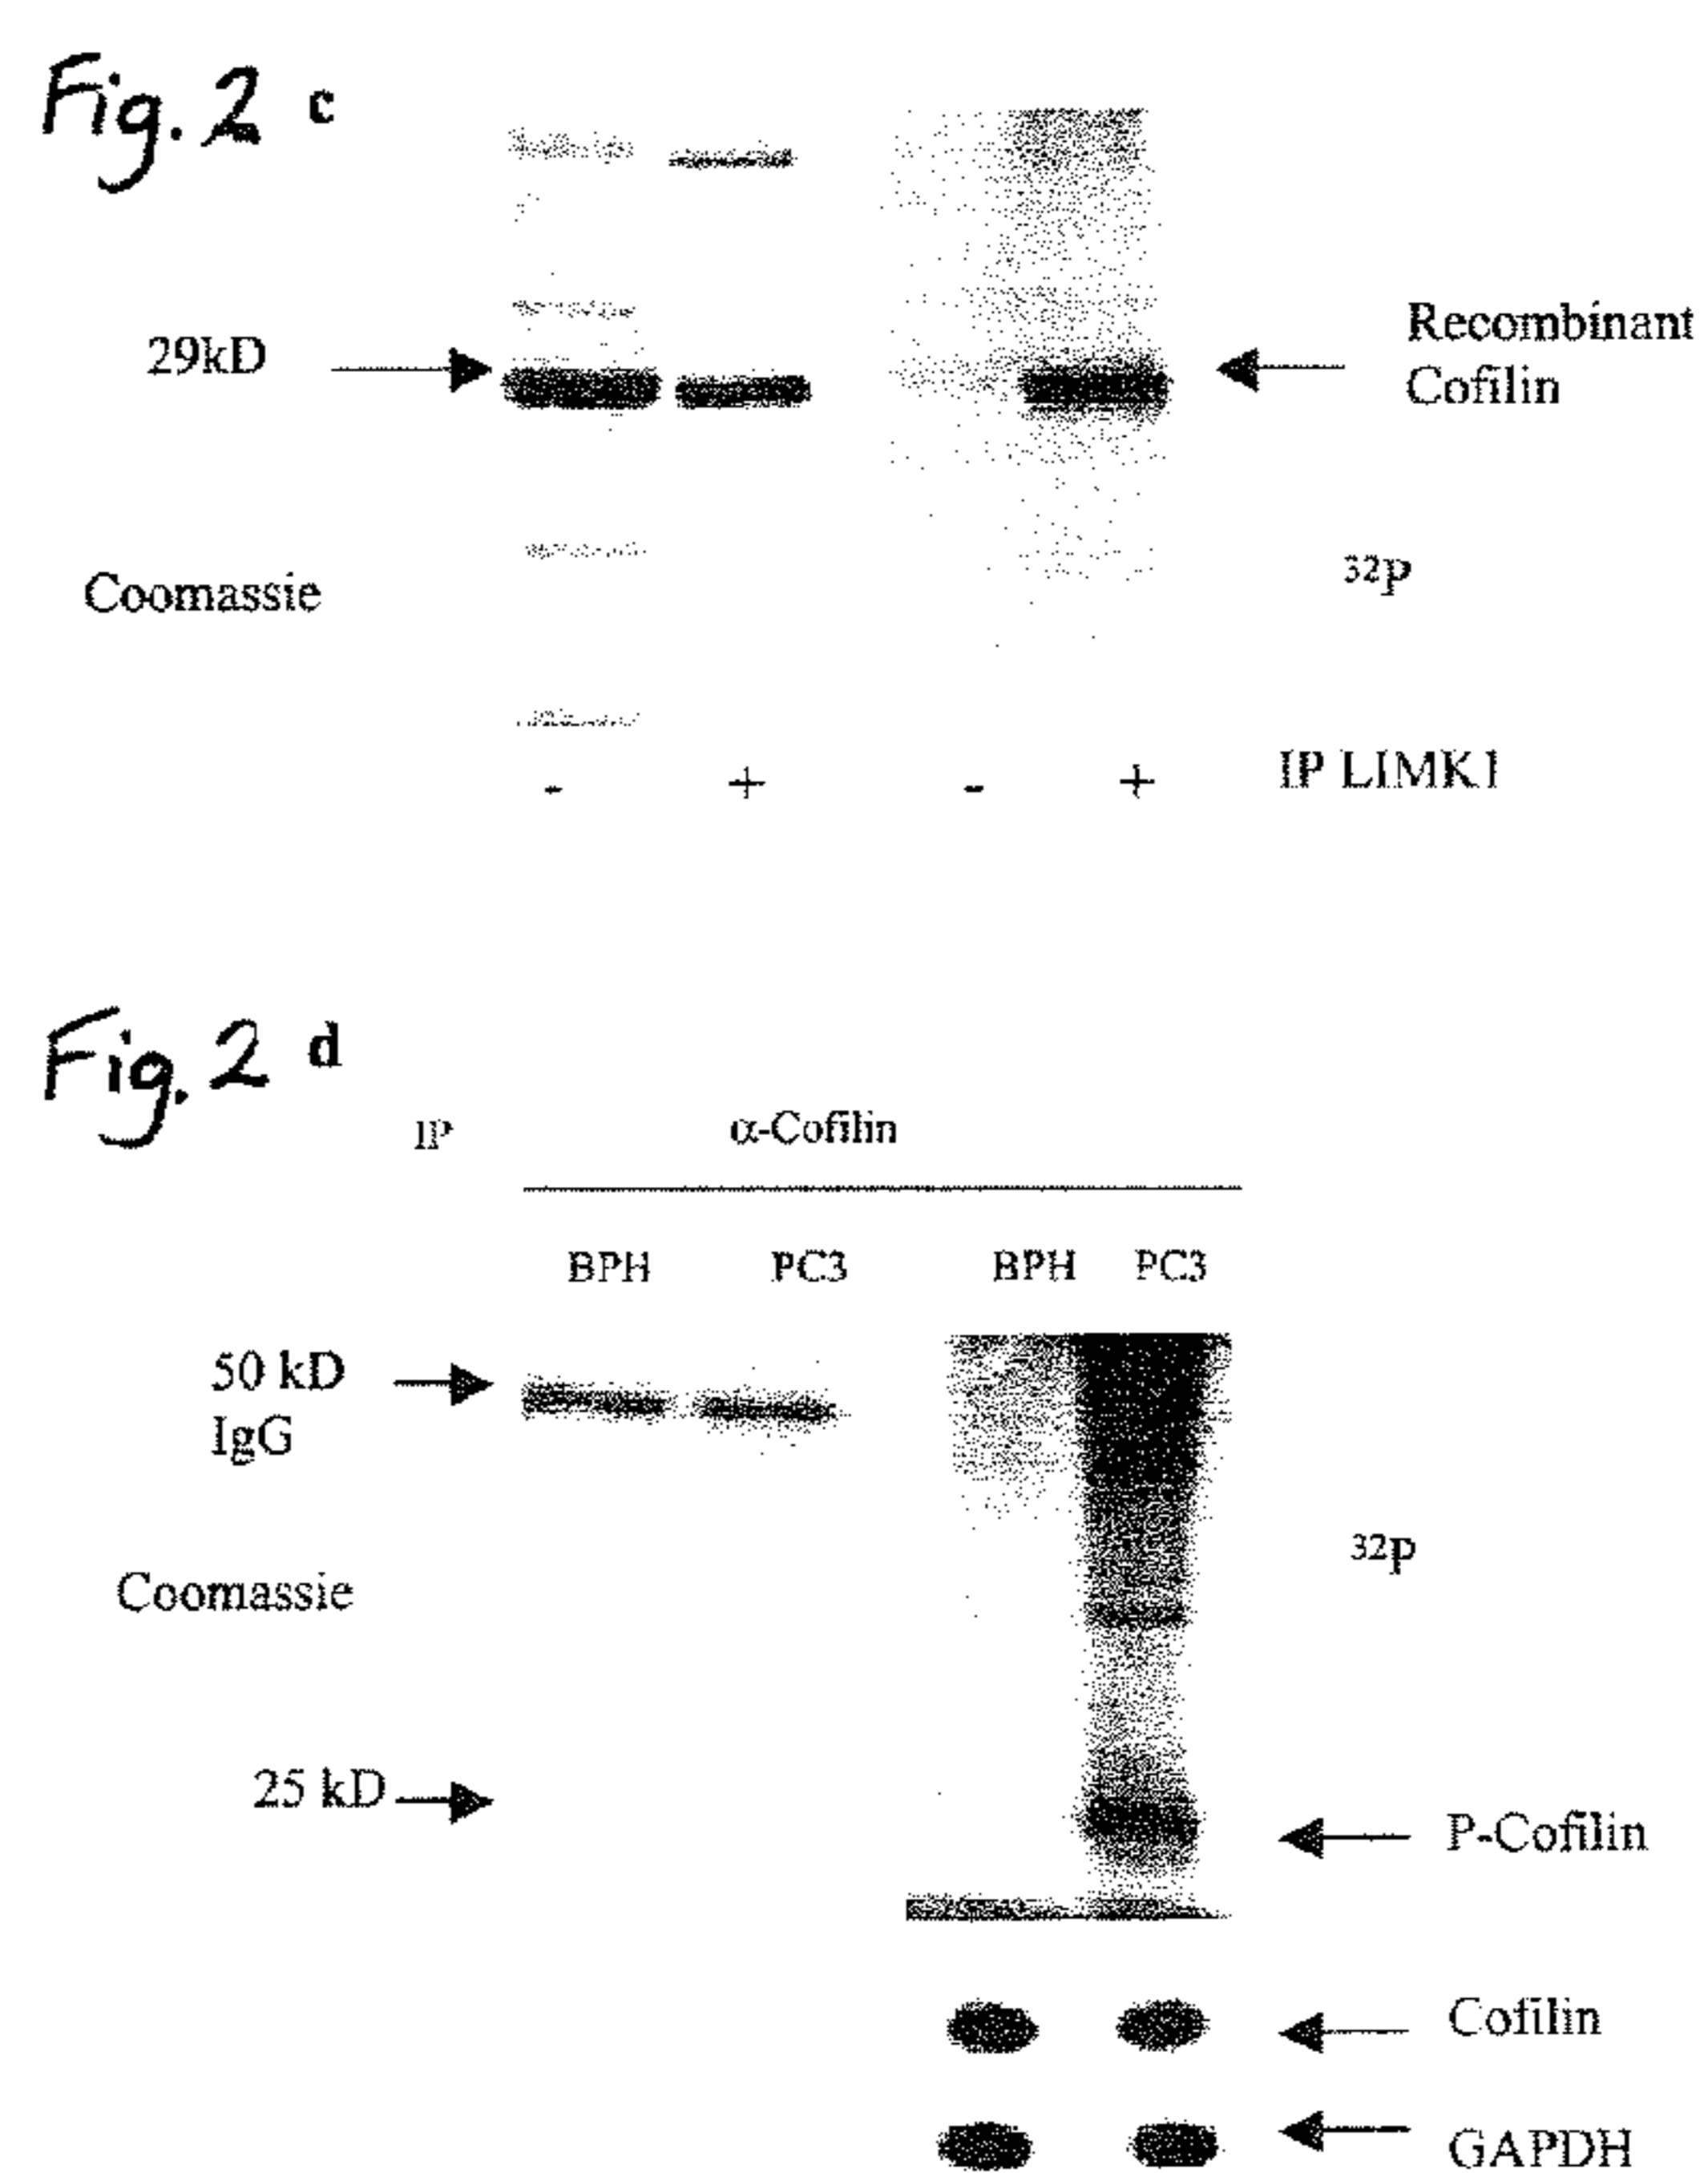 Fig. 2 c
29kD
Recombinant
Cofilin
Coomassie
32P
- + - + IP LIMK1
Fig. 2 d
IP α-Cofilin
BPH PC3 BPH PC3
50 kD
IgG
32P
Coomassie
25 kD
P-Cofilin
Cofilin
GAPDH